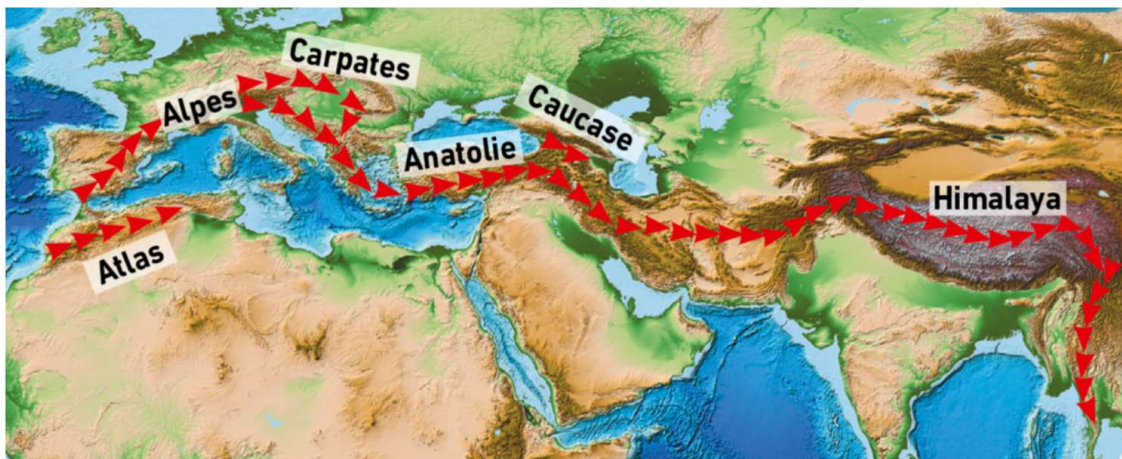 Carpates
Alpes
Caucase
Anatolie
Himalaya
Atlas